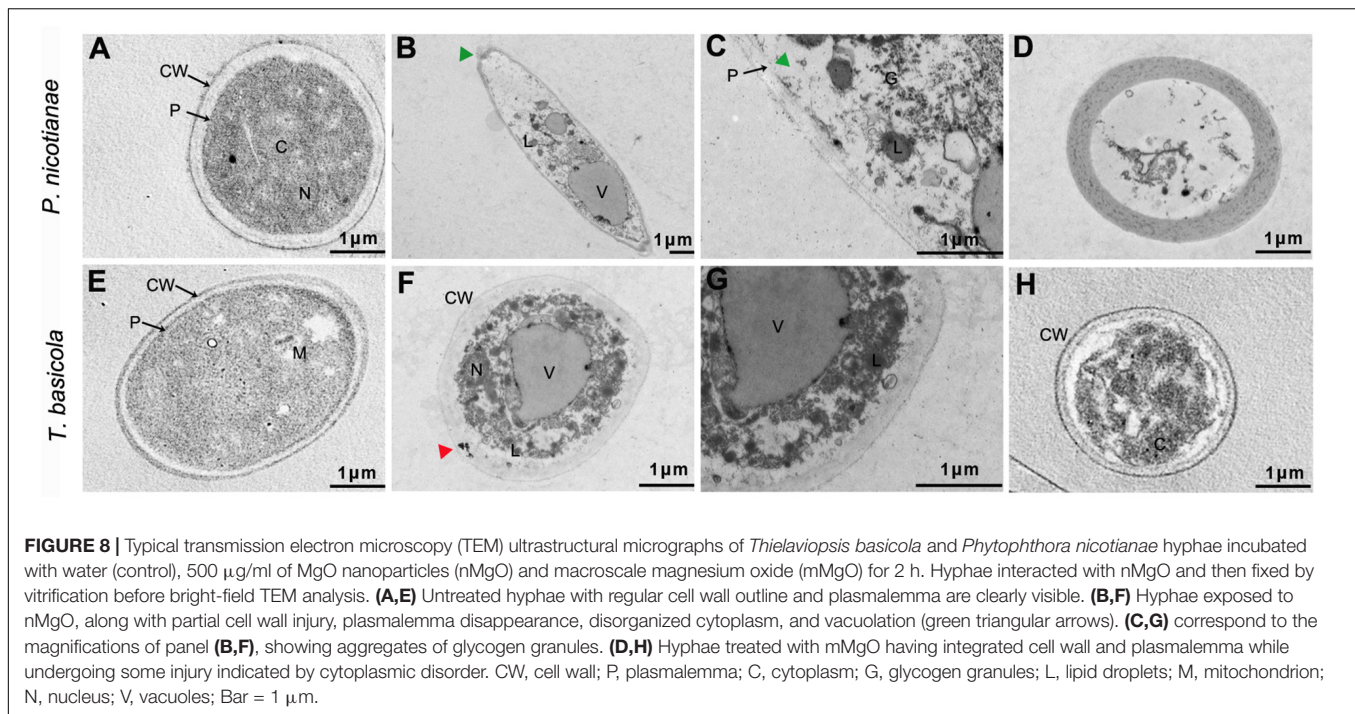 P. nicotianae
A
CW
P
C
N
1μm
B
L
V
1μm
C
P
G
L
1μm
D
1μm
T. basicola
E
CW
P
M
1μm
F
CW
N
V
L
1μm
G
V
L
1μm
H
CW
C
1μm
FIGURE 8 | Typical transmission electron microscopy (TEM) ultrastructural micrographs of Thielaviopsis basicola and Phytophthora nicotianae hyphae incubated
with water (control), 500 μg/ml of MgO nanoparticles (nMgO) and macroscale magnesium oxide (mMgO) for 2 h. Hyphae interacted with nMgO and then fixed by
vitrification before bright-field TEM analysis. (A,E) Untreated hyphae with regular cell wall outline and plasmalemma are clearly visible. (B,F) Hyphae exposed to
nMgO, along with partial cell wall injury, plasmalemma disappearance, disorganized cytoplasm, and vacuolation (green triangular arrows). (C,G) correspond to the
magnifications of panel (B,F), showing aggregates of glycogen granules. (D,H) Hyphae treated with mMgO having integrated cell wall and plasmalemma while
undergoing some injury indicated by cytoplasmic disorder. CW, cell wall; P, plasmalemma; C, cytoplasm; G, glycogen granules; L, lipid droplets; M, mitochondrion;
N, nucleus; V, vacuoles; Bar = 1 μm.